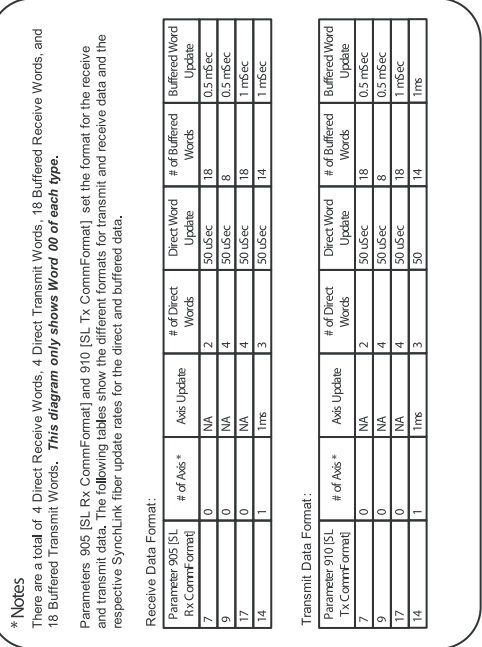 * Notes
There are a total of 4 Direct Receive Words, 4 Direct Transmit Words, 18 Buffered Receive Words, and
18 Buffered Transmit Words. This diagram only shows Word 00 of each type.
Parameters 905 [SL Rx CommFormat] and 910 [SL Tx CommFormat] set the format for the receive
and transmit data. The following tables show the different formats for transmit and receive data and the
respective SynchLink fiber update rates for the direct and buffered data.
Receive Data Format:
Parameter 905 [SL Rx CommFormat] # of Axis * Axis Update # of Direct Words Direct Word Update # of Buffered Words Buffered Word Update
7 0 NA 2 50 uSec 18 0.5 mSec
9 0 NA 4 50 uSec 8 0.5 mSec
17 0 NA 4 50 uSec 18 1 mSec
14 1 1ms 3 50 uSec 14 1 mSec
Transmit Data Format:
Parameter 910 [SL Tx CommFormat] # of Axis * Axis Update # of Direct Words Direct Word Update # of Buffered Words Buffered Word Update
7 0 NA 2 50 uSec 18 0.5 mSec
9 0 NA 4 50 uSec 8 0.5 mSec
17 0 NA 4 50 uSec 18 1 mSec
14 1 1ms 3 50 14 1ms